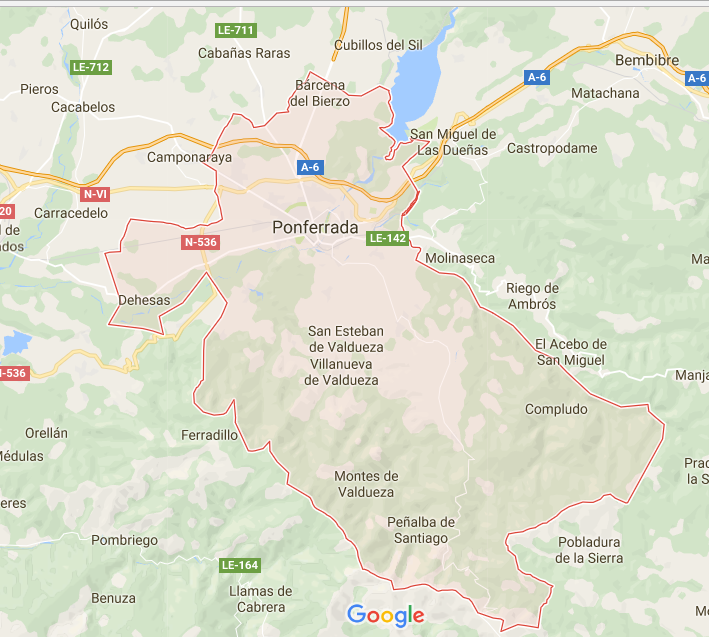 Quilós
LE-711
Cubillos del Sil
Cabañas Raras
LE-712
Bembibre
A-6
A-6
Pieros
Bárcena
del Bierzo
Matachana
Cacabelos
San Miguel de
Las Dueñas
Castropodame
Camponaraya
A-6
N-VI
20
Carracedelo
Ponferrada
l de
ados
N-536
LE-142
Molinaseca
Ma
Riego de
Ambrós
Dehesas
San Esteban
de Valdueza
Villanueva
de Valdueza
El Acebo de
San Miguel
-536
Manja
Compludo
Orellán
Ferradillo
Médulas
Prad
la S
Montes de
Valdueza
eres
Peñalba de
Santiago
Pombriego
Pobladura
de la Sierra
LE-164
Llamas de
Cabrera
Benuza
Google
Mo